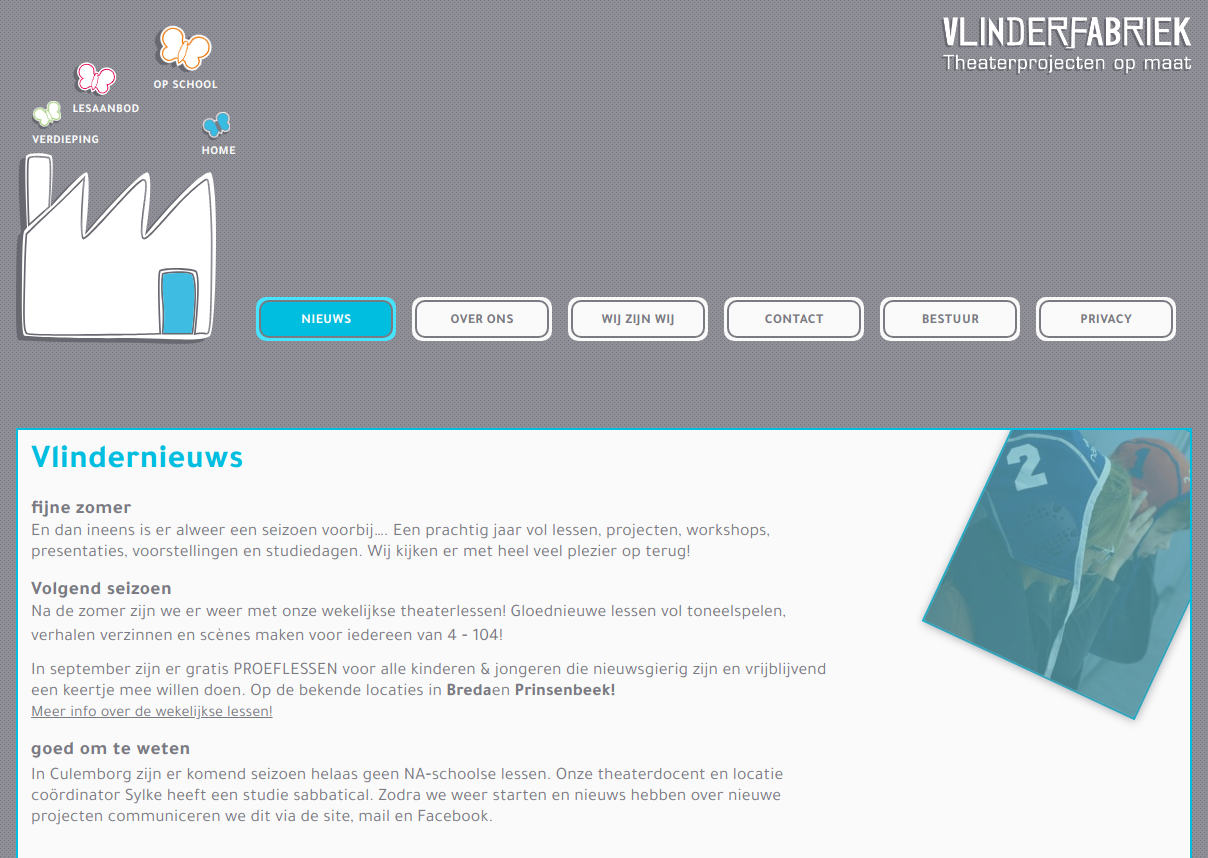 VLINDERFABRIEK
Theaterprojecten op maat
OP SCHOOL
LESAANBOD
VERDIEPING
HOME
NIEUWS
OVER ONS
WIJ ZIJN WIJ
CONTACT
BESTUUR
PRIVACY
Vlindernieuws
2
fijne zomer
En dan ineens is er alweer een seizoen voorbij.... Een prachtig jaar vol lessen, projecten, workshops,
presentaties, voorstellingen en studiedagen. Wij kijken er met heel veel plezier op terug!
Volgend seizoen
Na de zomer zijn we er weer met onze wekelijkse theaterlessen! Gloednieuwe lessen vol toneelspelen,
verhalen verzinnen en scènes maken voor iedereen van 4 - 104!
In september zijn er gratis PROEFLESSEN voor alle kinderen & jongeren die nieuwsgierig zijn en vrijblijvend
een keertje mee willen doen. Op de bekende locaties in Bredaen Prinsenbeek!
Meer info over de wekelijkse lessen!
goed om te weten
In Culemborg zijn er komend seizoen helaas geen NA-schoolse lessen. Onze theaterdocent en locatie
coördinator Sylke heeft een studie sabbatical. Zodra we weer starten en nieuws hebben over nieuwe
projecten communiceren we dit via de site, mail en Facebook.